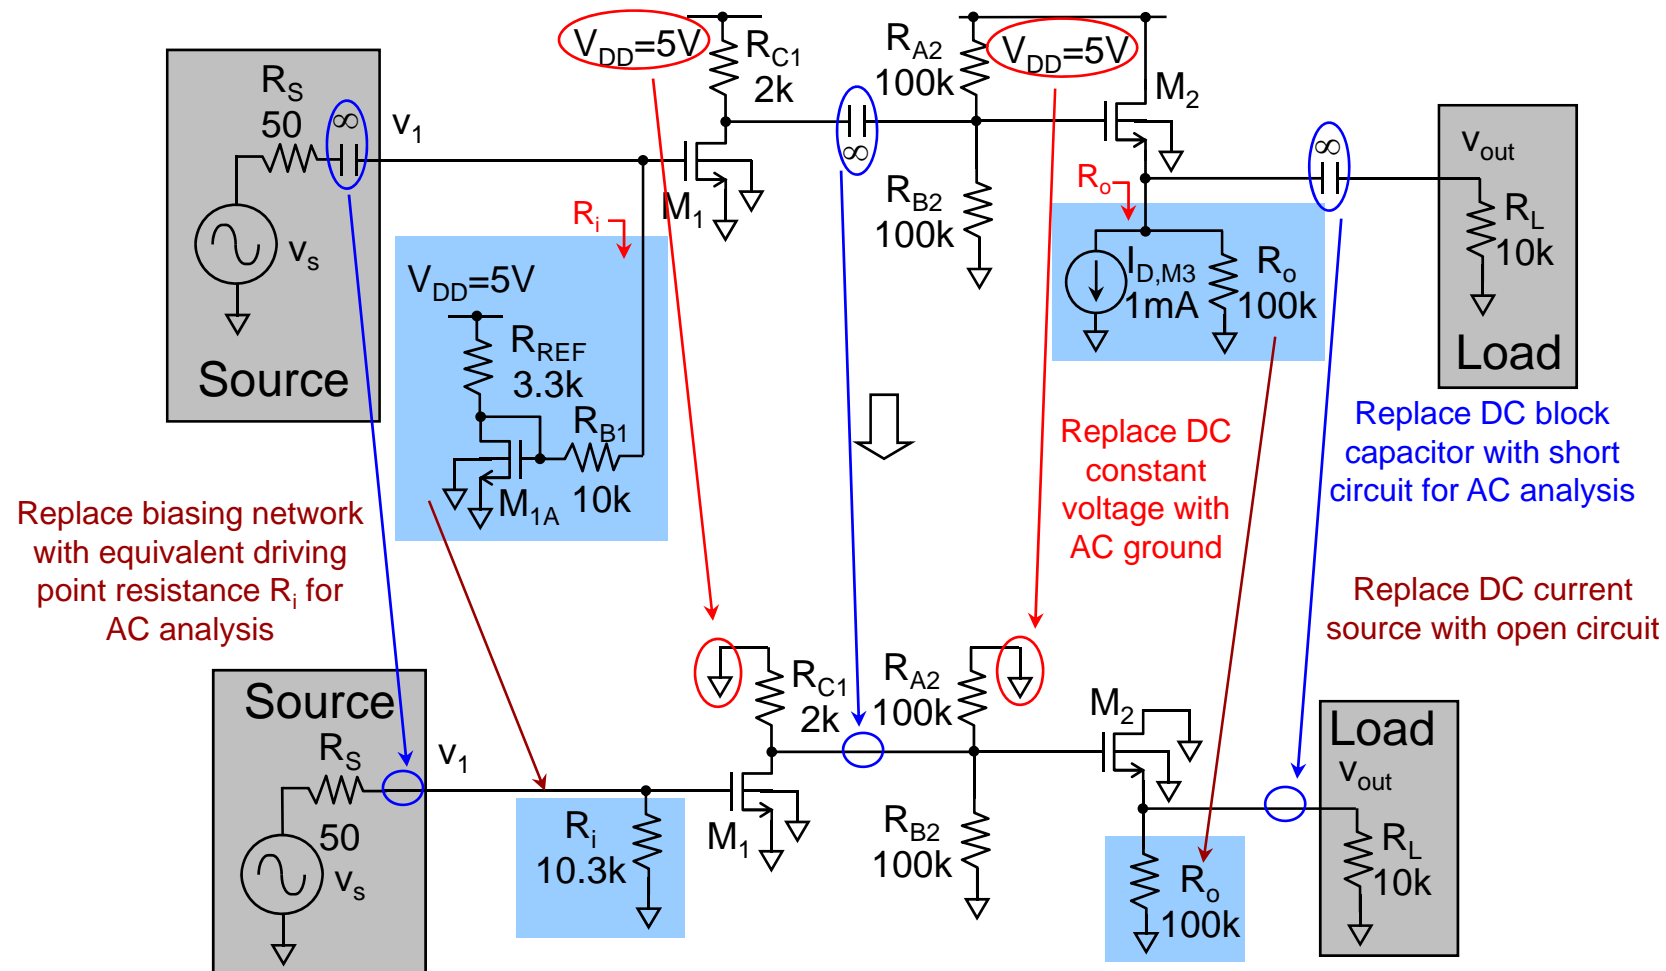 V_DD=5V
R_C1
2k
R_A2
100k
V_DD=5V
M_2
R_S
50
∞
v_1
∞
∞
v_out
R_L
10k
v_s
Source
R_i
M_1
R_B2
100k
R_o
I_D,M3
1mA
R_o
100k
Load
V_DD=5V
R_REF
3.3k
R_B1
10k
M_1A
Replace biasing network
with equivalent driving
point resistance R_i for
AC analysis
Replace DC
constant
voltage with
AC ground
Replace DC block
capacitor with short
circuit for AC analysis
Replace DC current
source with open circuit
Source
R_S
50
v_s
v_1
R_i
10.3k
R_C1
2k
M_1
R_A2
100k
R_B2
100k
M_2
R_o
100k
Load
v_out
R_L
10k